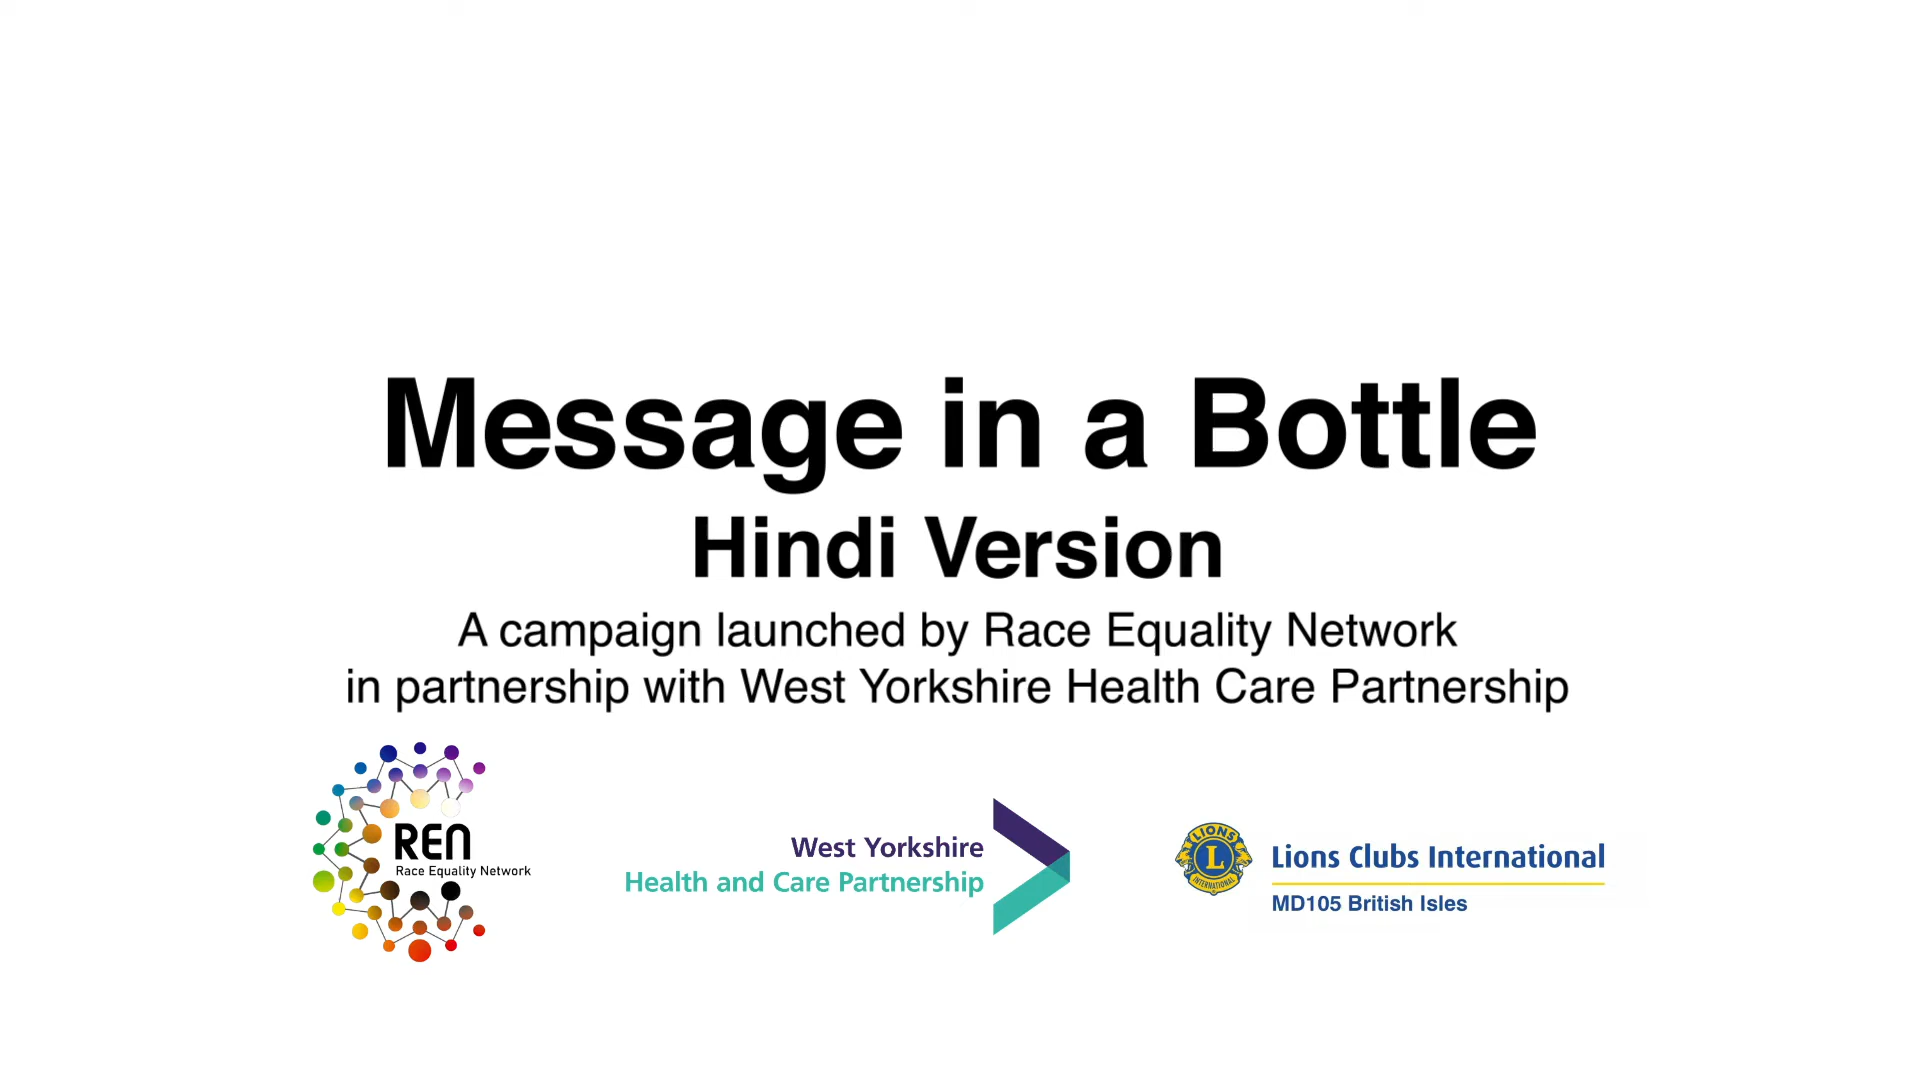 Message in a Bottle
Hindi Version
A campaign launched by Race Equality Network
in partnership with West Yorkshire Health Care Partnership
REN
Race Equality Network
West Yorkshire
Health and Care Partnership
LIONS
L
INTERNATIONAL
Lions Clubs International
MD105 British Isles